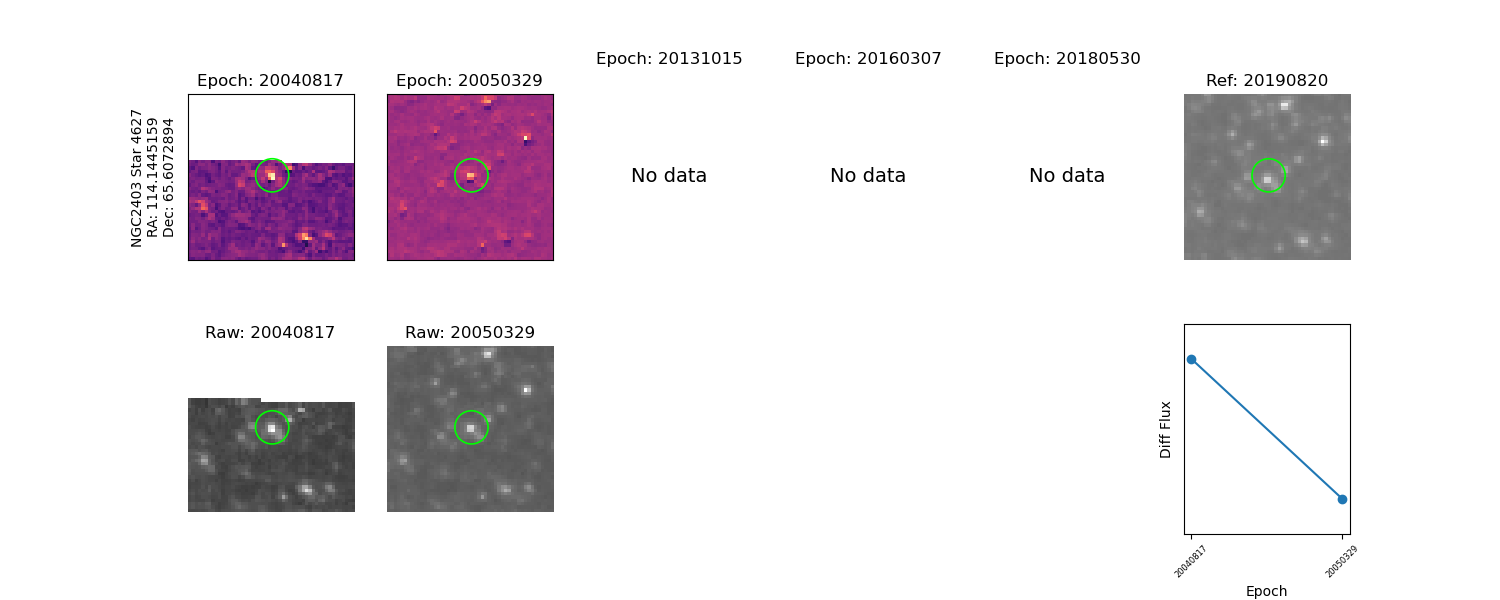 Epoch: 20131015
Epoch: 20160307
Epoch: 20180530
Epoch: 20040817
Epoch: 20050329
Ref: 20190820
NGC2403 Star 4627
RA: 114.1445159
Dec: 65.6072894
No data
No data
No data
Raw: 20040817
Raw: 20050329
Diff Flux
20040817
20050329
Epoch